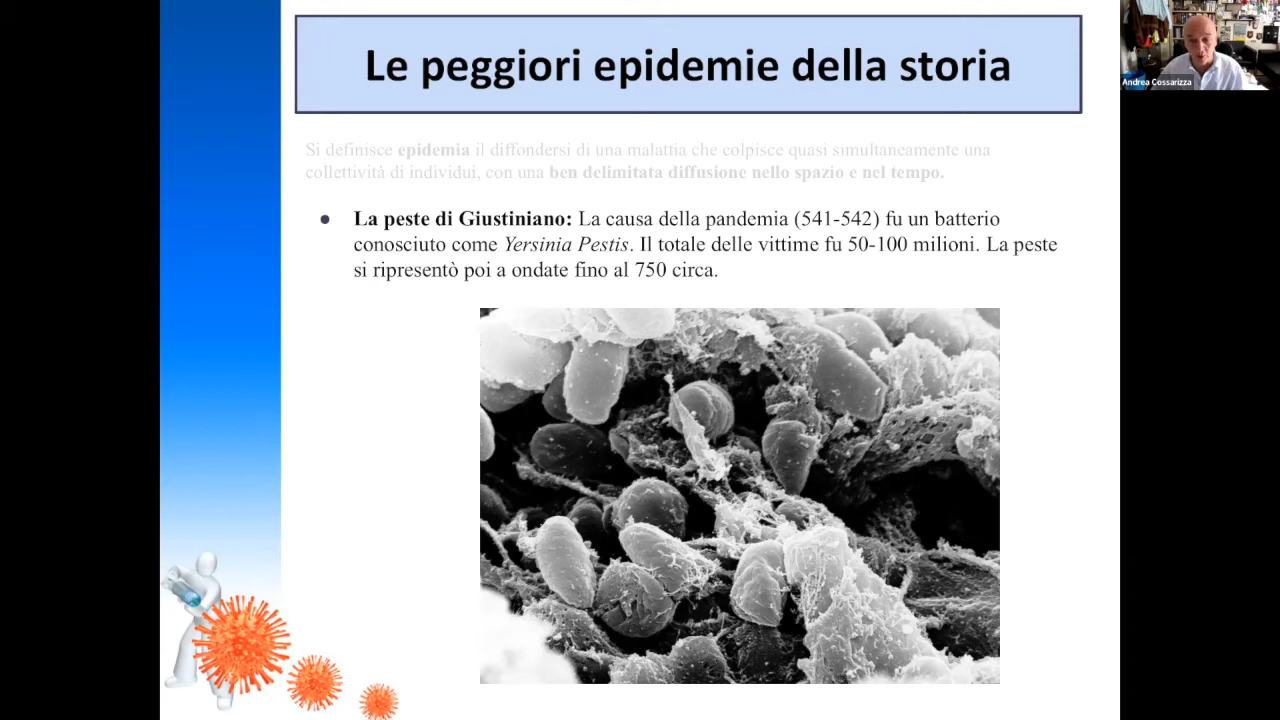 Le peggiori epidemie della storia
Andrea Cossarizza
Si definisce epidemia il diffondersi di una malattia che colpisce quasi simultaneamente una
collettività di individui, con una ben delimitata diffusione nello spazio e nel tempo.
● La peste di Giustiniano: La causa della pandemia (541-542) fu un batterio
conosciuto come Yersinia Pestis. Il totale delle vittime fu 50-100 milioni. La peste
si ripresentò poi a ondate fino al 750 circa.